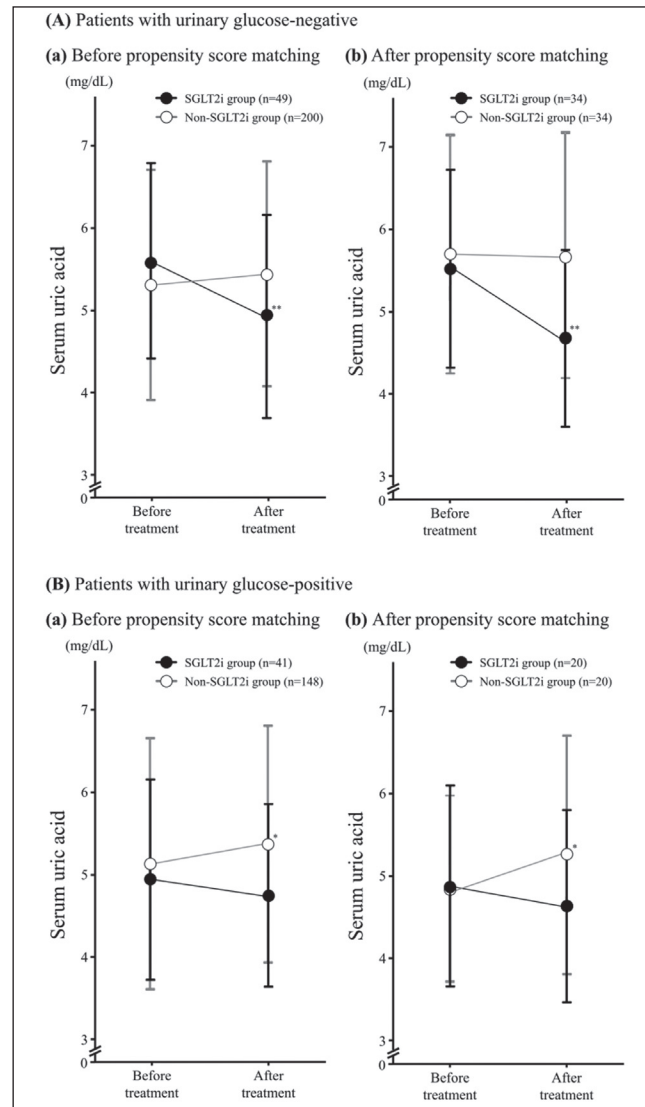 (A) Patients with urinary glucose-negative
(a) Before propensity score matching
(mg/dL)
SGLT2i group (n=49)
Non-SGLT2i group (n=200)
7
6
5
4
3
0
Serum uric acid
**
Before
treatment
After
treatment
(b) After propensity score matching
(mg/dL)
SGLT2i group (n=34)
Non-SGLT2i group (n=34)
7
6
5
4
3
0
Serum uric acid
**
Before
treatment
After
treatment
(B) Patients with urinary glucose-positive
(a) Before propensity score matching
(mg/dL)
SGLT2i group (n=41)
Non-SGLT2i group (n=148)
7
6
5
4
3
0
Serum uric acid
*
Before
treatment
After
treatment
(b) After propensity score matching
(mg/dL)
SGLT2i group (n=20)
Non-SGLT2i group (n=20)
7
6
5
4
3
0
Serum uric acid
*
Before
treatment
After
treatment